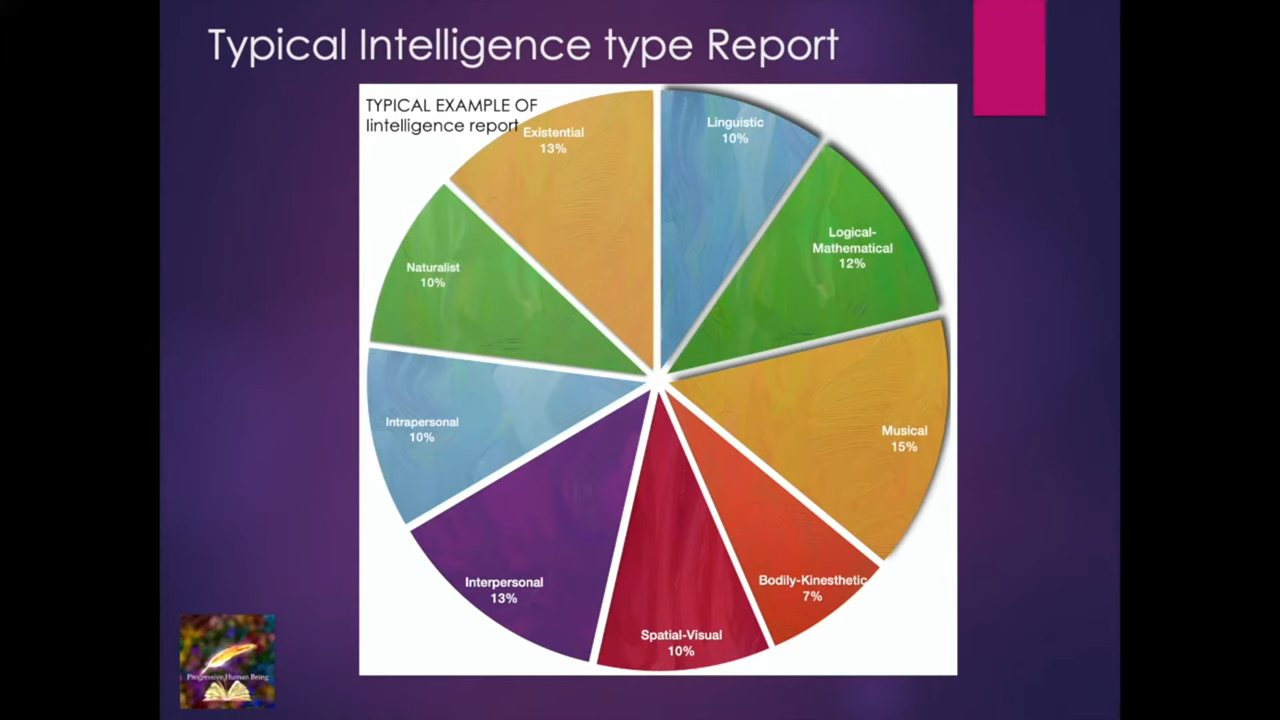 Typical Intelligence type Report
TYPICAL EXAMPLE OF
Iintelligence report
Existential
13%
Linguistic
10%
Logical-
Mathematical
12%
Naturalist
10%
Musical
15%
Intrapersonal
10%
Bodily-Kinesthetic
7%
Interpersonal
13%
Spatial-Visual
10%
Progressive Human Being